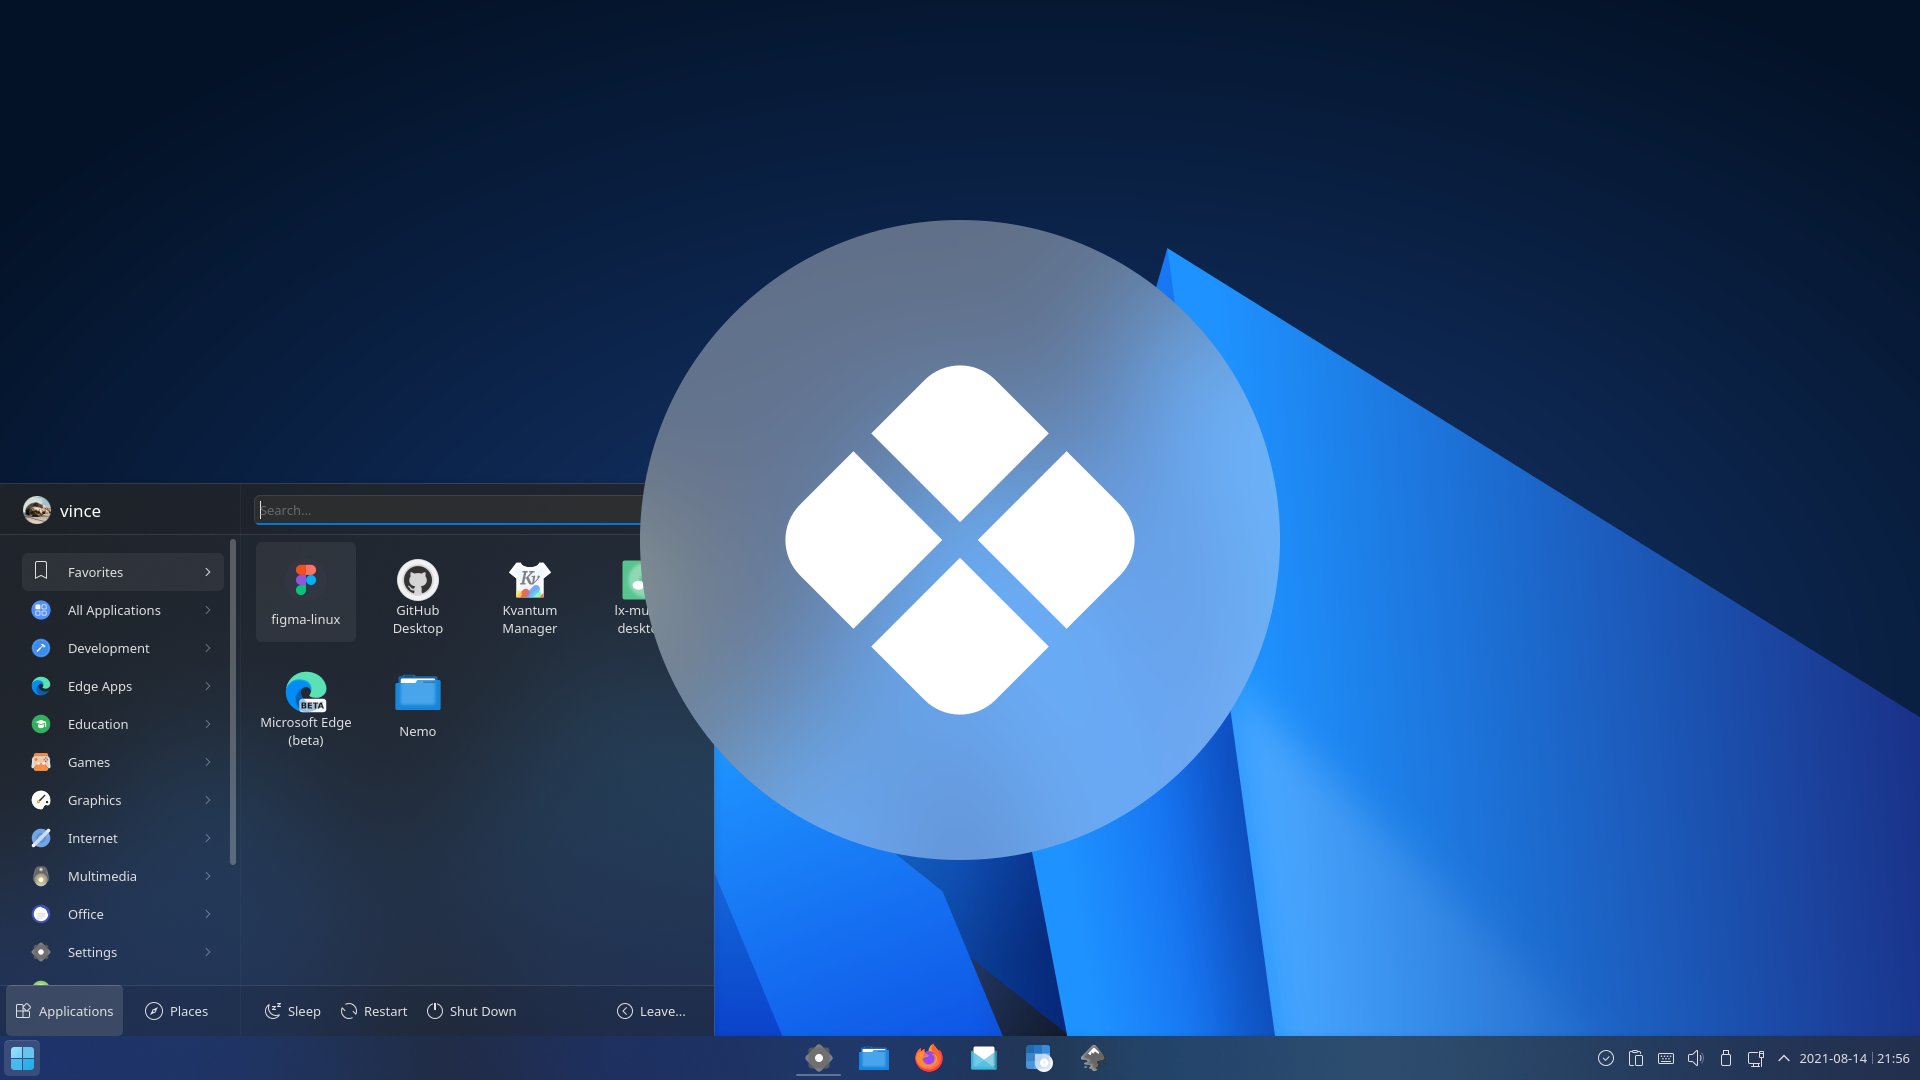 vince
Search...
Favorites
All Applications
Development
Edge Apps
Education
Games
Graphics
Internet
Multimedia
Office
Settings
figma-linux
GitHub
Desktop
Kv
Kvantum
Manager
lx-mu
deskt
BETA
Microsoft Edge
(beta)
Nemo
Applications
Places
Sleep
Restart
Shut Down
Leave...
2021-08-14
21:56